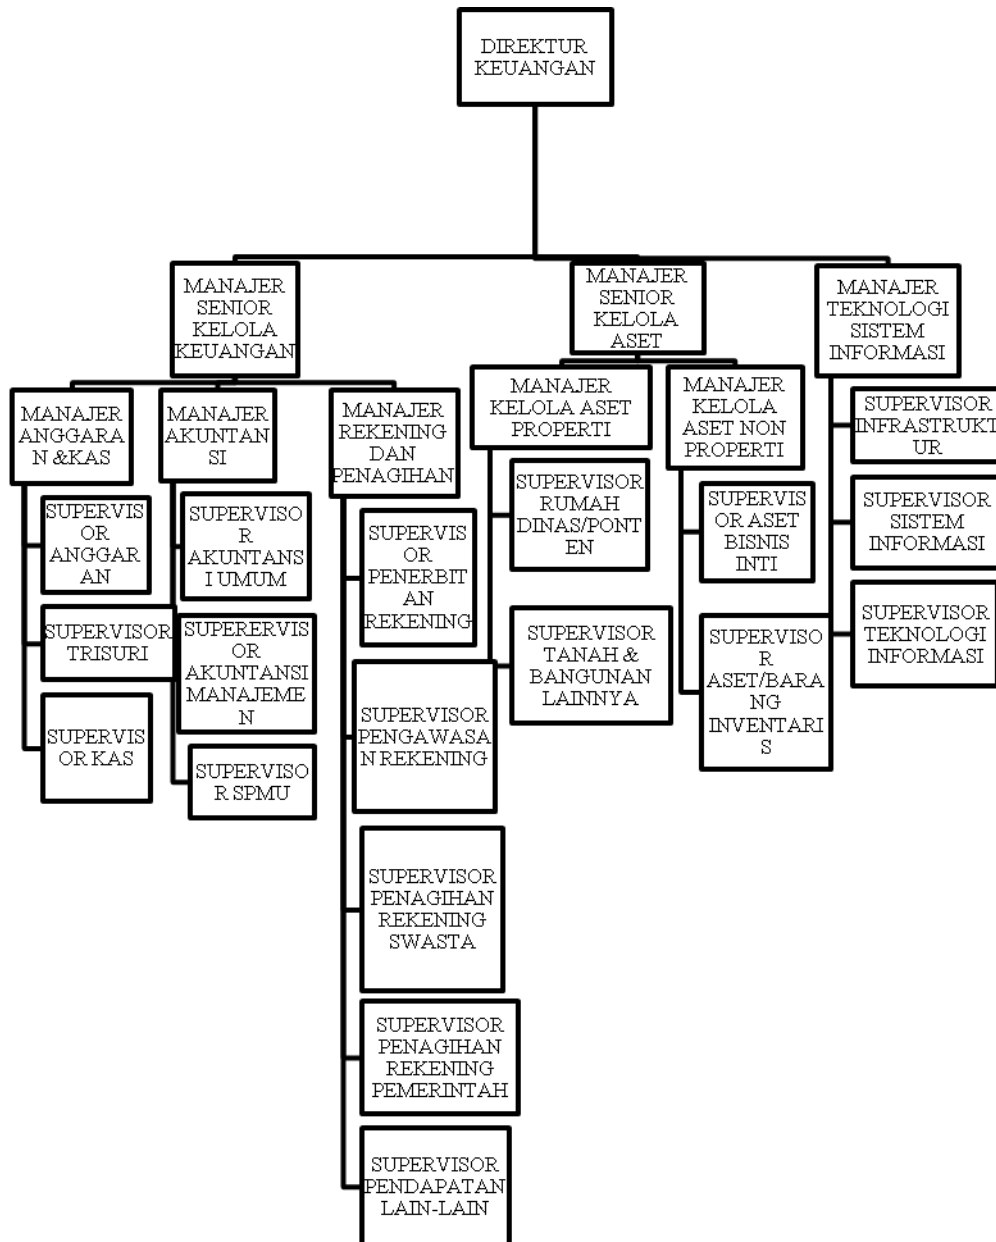 DIREKTUR
KEUANGAN
MANAJER
SENIOR
KELOLA
KEUANGAN
MANAJER
SENIOR
KELOLA
ASET
MANAJER
TEKNOLOGI
SISTEM
INFORMASI
MANAJER
ANGGARA
N &KAS
MANAJER
AKUNTAN
SI
MANAJER
REKENING
DAN
PENAGIHAN
MANAJER
KELOLA ASET
PROPERTI
MANAJER
KELOLA
ASET NON
PROPERTI
SUPERVIS
OR
ANGGAR
AN
SUPERVISOR
TRISURI
SUPERVIS
OR KAS
SUPERVISO
R
AKUNTANS
I UMUM
SUPERERVIS
OR
AKUNTANSI
MANAJEME
N
SUPERVISO
R SPMU
SUPERVIS
OR
PENERBIT
AN
REKENING
SUPERVISOR
PENGAWASA
N REKENING
SUPERVISOR
PENAGIHAN
REKENING
SWASTA
SUPERVISOR
PENAGIHAN
REKENING
PEMERINTAH
SUPERVISOR
PENDAPATAN
LAIN-LAIN
SUPERVISOR
RUMAH
DINAS/PONT
EN
SUPERVISOR
TANAH &
BANGUNAN
LAINNYA
SUPERVIS
OR ASET
BISNIS
INTI
SUPERVISO
R
ASET/BARA
NG
INVENTARI
S
SUPERVISOR
INFRASTRUKT
UR
SUPERVISOR
SISTEM
INFORMASI
SUPERVISOR
TEKNOLOGI
INFORMASI